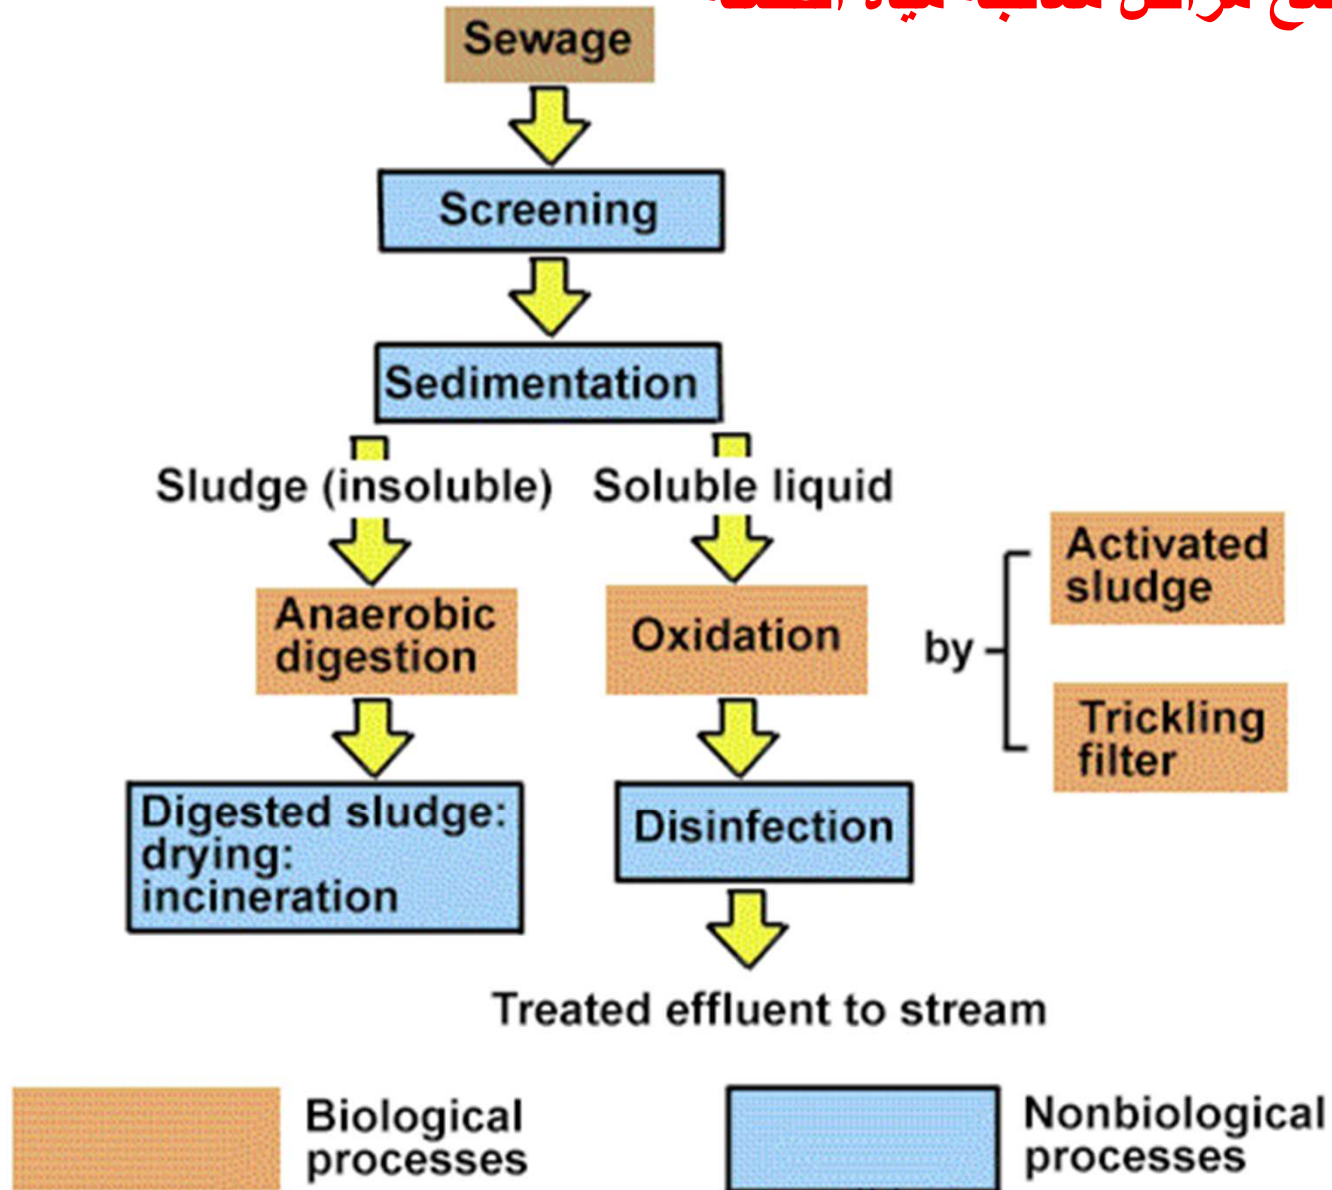 Sewage
Screening
Sedimentation
Sludge (insoluble)
Soluble liquid
Anaerobic
digestion
Oxidation
by
Activated
sludge
Trickling
filter
Digested sludge:
drying:
incineration
Disinfection
Treated effluent to stream
Biological
processes
Nonbiological
processes